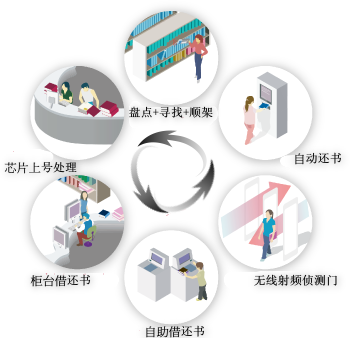 盘点+寻找+顺架
自动还书
芯片上号处理
柜台借还书
无线射频侦测门
自助借还书